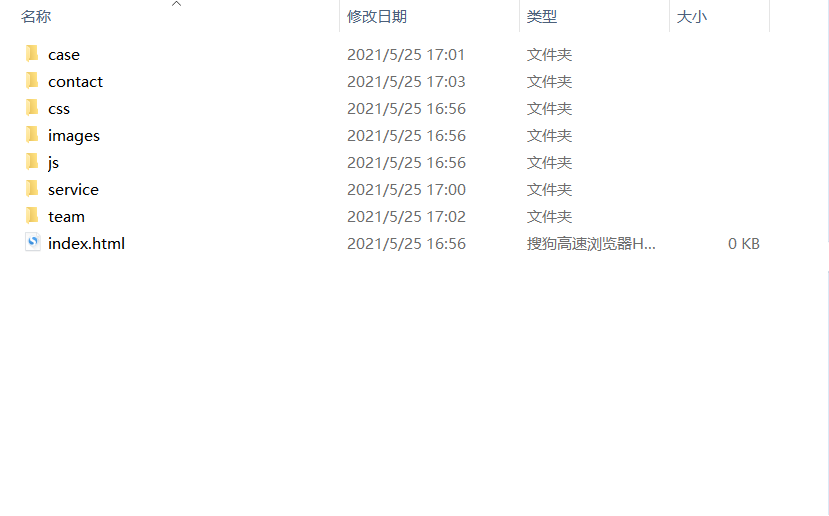 名称 修改日期 类型 大小
case 2021/5/25 17:01 文件夹
contact 2021/5/25 17:03 文件夹
css 2021/5/25 16:56 文件夹
images 2021/5/25 16:56 文件夹
js 2021/5/25 16:56 文件夹
service 2021/5/25 17:00 文件夹
team 2021/5/25 17:02 文件夹
index.html 2021/5/25 16:56 搜狗高速浏览器H... 0 KB